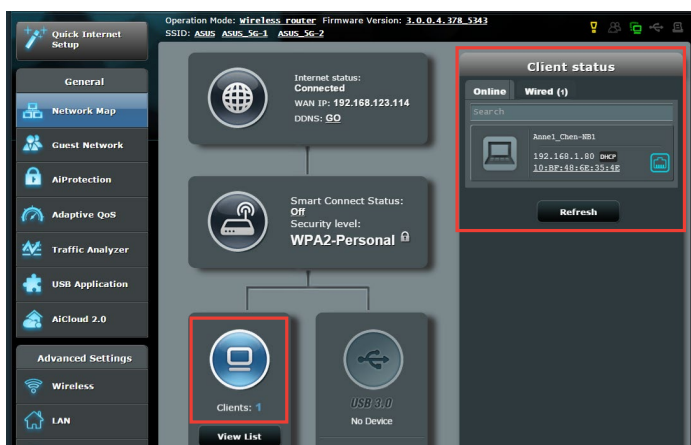 Operation Mode: Wireless router Firmware Version: 3.0.0.4.378_5343
SSID: ASUS ASUS_5G-1 ASUS_5G-2
Quick Internet
Setup
General
Network Map
Guest Network
AiProtection
Adaptive QoS
Traffic Analyzer
USB Application
AiCloud 2.0
Advanced Settings
Wireless
LAN
Internet status:
Connected
WAN IP: 192.168.123.114
DDNS: GO
Smart Connect Status:
Off
Security level:
WPA2-Personal
Clients: 1
View List
USB 3.0
No Device
Client status
Online Wired (1)
Search
Anne1_Chen-NB1
192.168.1.80 DHCP
10:BF:48:6E:35:4E
Refresh